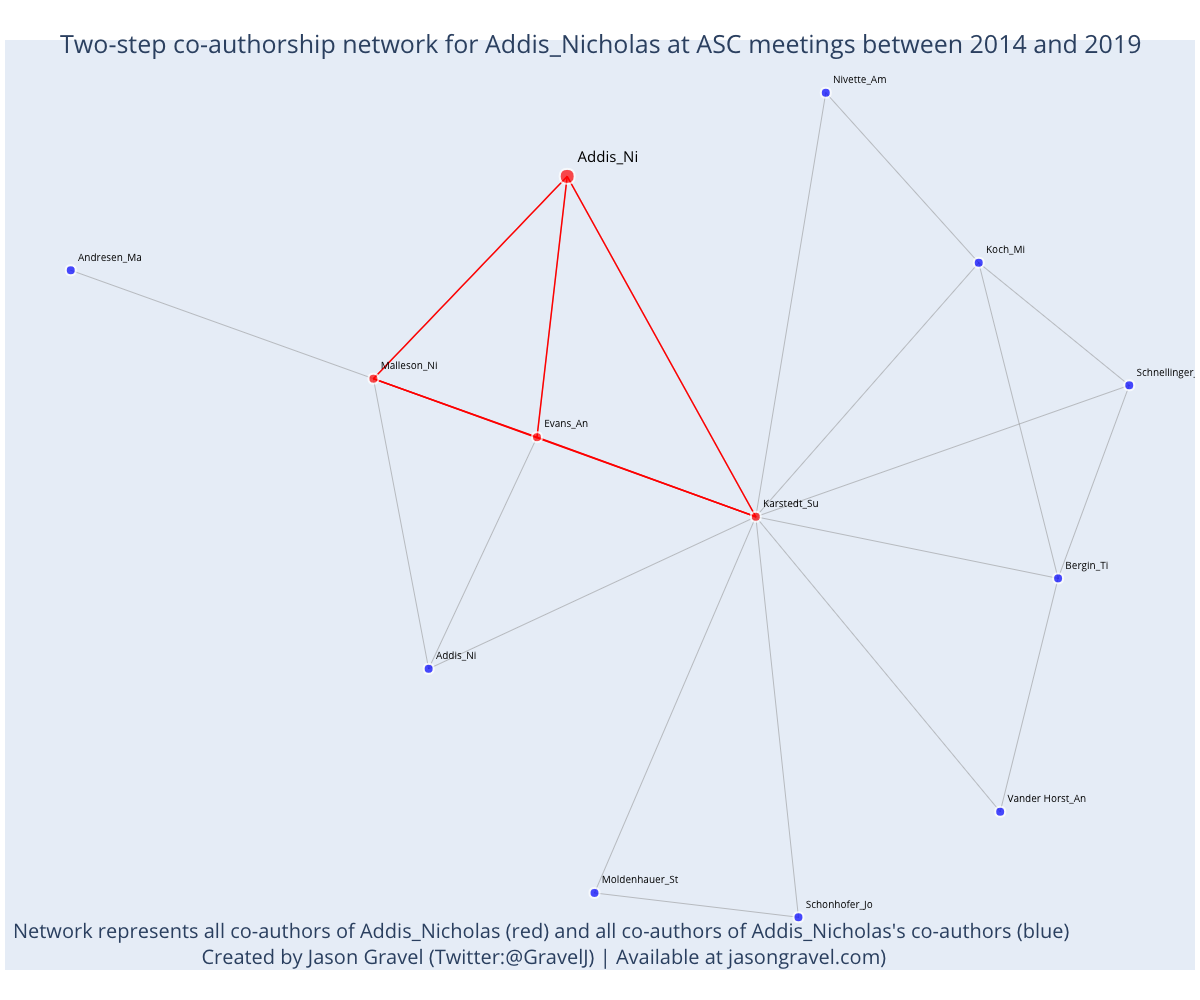 Two-step co-authorship network for Addis_Nicholas at ASC meetings between 2014 and 2019
Nivette_Am
Addis_Ni
Koch_Mi
Andresen_Ma
Malleson_Ni
Schnellinger_
Evans_An
Karstedt_Su
Bergin_Ti
Addis_Ni
Vander Horst_An
Moldenhauer_St
Schonhofer_Jo
Network represents all co-authors of Addis_Nicholas (red) and all co-authors of Addis_Nicholas's co-authors (blue)
Created by Jason Gravel (Twitter:@GravelJ) | Available at jasongravel.com)